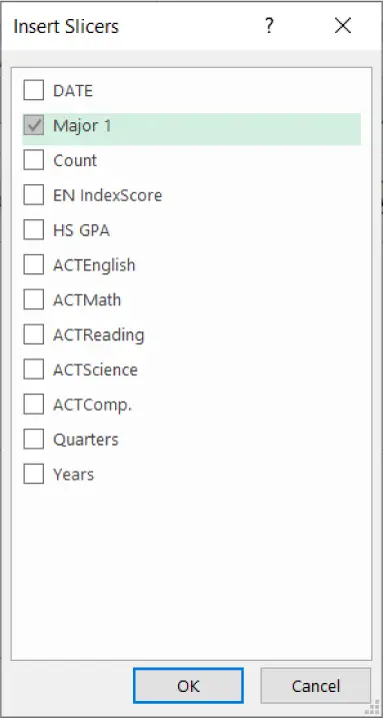 Insert Slicers ?
DATE
Major 1
Count
EN IndexScore
HS GPA
ACTEnglish
ACTMath
ACTReading
ACTScience
ACTComp.
Quarters
Years
OK Cancel